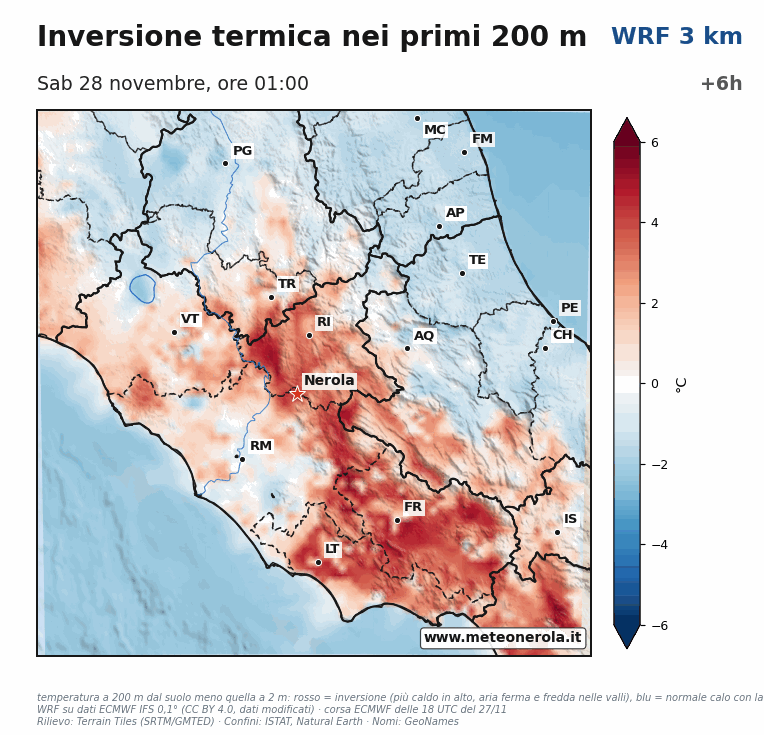 Inversione termica nei primi 200 m WRF 3 km
Sab 28 novembre, ore 01:00 +6h
MC
FM
PG
AP
TE
TR
PE
VT
RI
AQ
CH
Nerola
RM
FR
IS
LT
www.meteonerola.it
6
4
2
0
−2
−4
−6
°C
temperatura a 200 m dal suolo meno quella a 2 m: rosso = inversione (più caldo in alto, aria ferma e fredda nelle valli), blu = normale calo con la
WRF su dati ECMWF IFS 0,1° (CC BY 4.0, dati modificati) · corsa ECMWF delle 18 UTC del 27/11
Rilievo: Terrain Tiles (SRTM/GMTED) · Confini: ISTAT, Natural Earth · Nomi: GeoNames